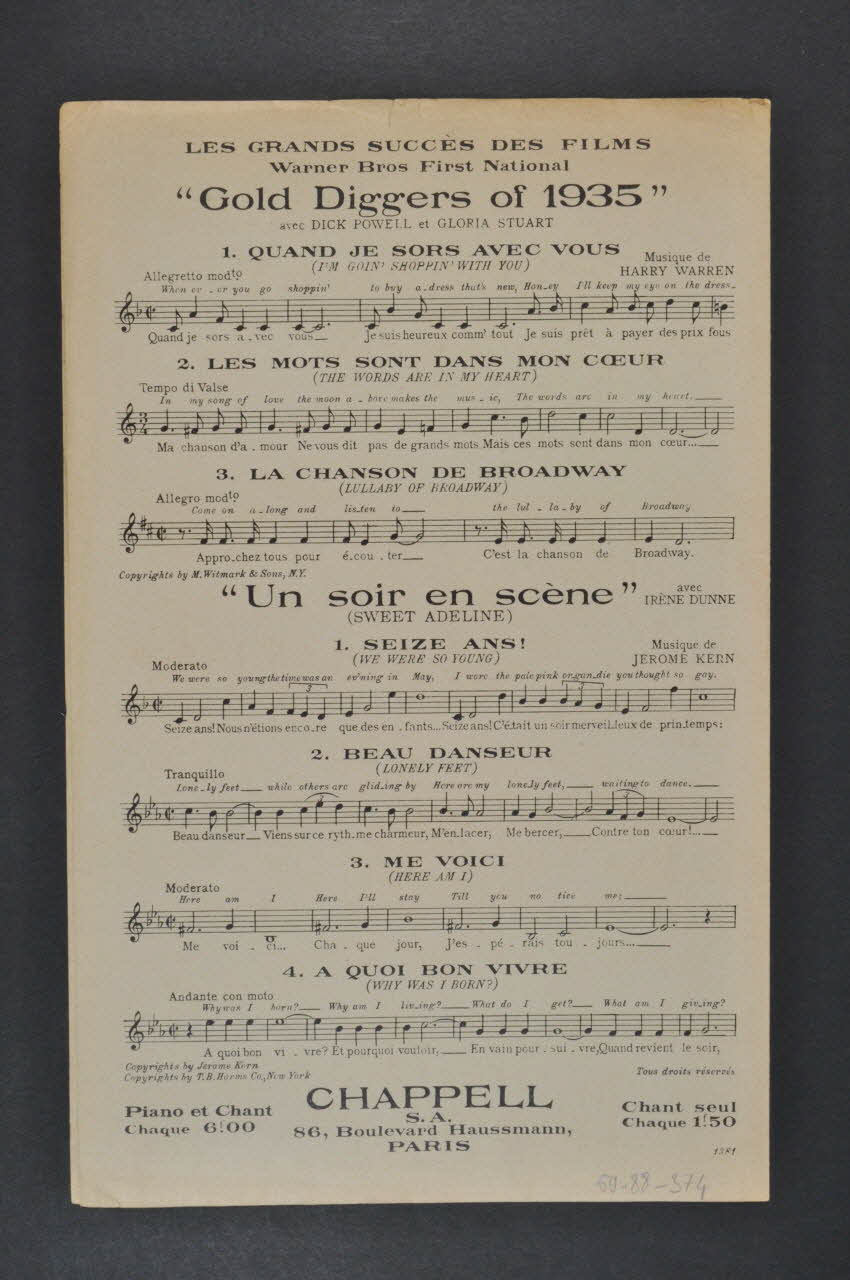 LES GRANDS SUCCÈS DES FILMS
Warner Bros First National
“Gold Diggers of 1935”
avec DICK POWELL et GLORIA STUART
1. QUAND JE SORS AVEC VOUS
(I'M GOIN' SHOPPIN' WITH YOU)
Musique de
HARRY WARREN
Allegretto modto
When ev - er you go shoppin' to buy a - dress that's new, Hon - ey I'll keep my eye on the dress -
Quand je sors a - vec vous Je suis heureux comm' tout Je suis prêt à payer des prix fous
2. LES MOTS SONT DANS MON CŒUR
(THE WORDS ARE IN MY HEART)
Tempo di Valse
In my song of love the moon a - bove makes the mus - ic, The words are in my heart.
3/4
Ma chanson d'a - mour Ne vous dit pas de grands mots Mais ces mots sont dans mon cœur...
3. LA CHANSON DE BROADWAY
(LULLABY OF BROADWAY)
Allegro modto
Come on a - long and lis - ten to the lul - la - by of Broadway
Appro - chez tous pour é - cou - ter C'est la chanson de Broadway.
Copyrights by M. Witmark & Sons, N.Y.
“Un soir en scène”
avec
IRÈNE DUNNE
(SWEET ADELINE)
1. SEIZE ANS!
(WE WERE SO YOUNG)
Musique de
JEROME KERN
Moderato
We were so young the time was an ev'ning in May, I wore the pale pink organ - die you thought so gay.
3 3
Seize ans! Nous n'étions enco - re que des en - fants... Seize ans! C'é - tait un soir merveil - leux de prin - temps:
2. BEAU DANSEUR
(LONELY FEET)
Tranquillo
Lone - ly feet while others are glid - ing by Here are my lone - ly feet, waiting to dance.
3 3
Beau danseur Viens sur ce ryth - me charmeur, M'en - lacer, Me bercer, Contre ton cœur!...
3. ME VOICI
(HERE AM I)
Moderato
Here am I Here I'll stay Till you no tice me;
Me voi - ci... Cha - que jour, J'es - pé - rais tou - jours...
4. A QUOI BON VIVRE
(WHY WAS I BORN?)
Andante con moto
Why was I born? Why am I liv - ing? What do I get? What am I giv - ing?
A quoi bon vi - vre? Et pourquoi vouloir, En vain pour - sui - vre, Quand revient le soir,
Copyrights by Jerome Kern
Copyrights by T. B. Harms Co., New York
Tous droits réservés
CHAPPELL
S.A.
86, Boulevard Haussmann,
PARIS
Piano et Chant
Chaque 6f.00
Chant seul
Chaque 1f.50
1381
69-88-374